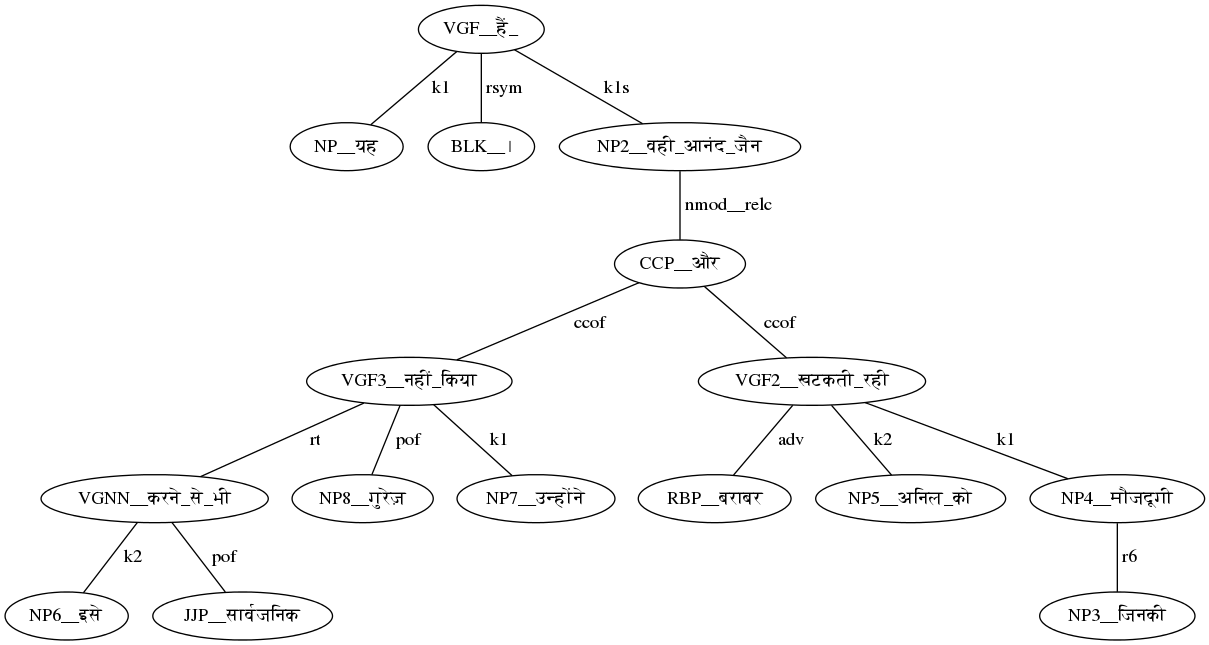 VGF__हैं_
k1 rsym k1s
NP__यह BLK__। NP2__वही_आनंद_जैन
nmod__relc
CCP__और
ccof ccof
VGF3__नहीं_किया VGF2__खटकती_रही
rt pof k1 adv k2 k1
VGNN__करने_से_भी NP8__गुरेज़ NP7__उन्होंने RBP__बराबर NP5__अनिल_को NP4__मौजदूगी
k2 pof r6
NP6__इसे JJP__सार्वजनिक NP3__जिनकी